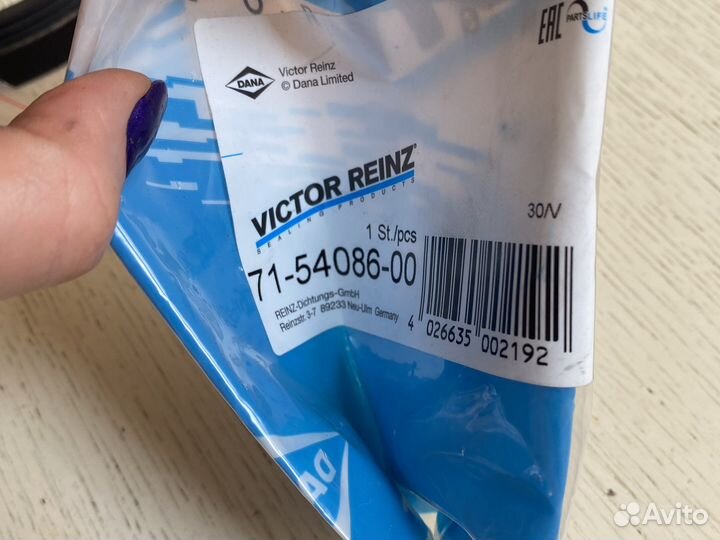 DANA
Victor Reinz
© Dana Limited
EAC
PARTSLIFE
VICTOR REINZ®
SEALING PRODUCTS
30/V
1 St./pcs
71-54086-00
REINZ-Dichtungs-GmbH
Reinzstr. 3-7 89233 Neu-Ulm Germany
4 026635 002192
DA
Avito